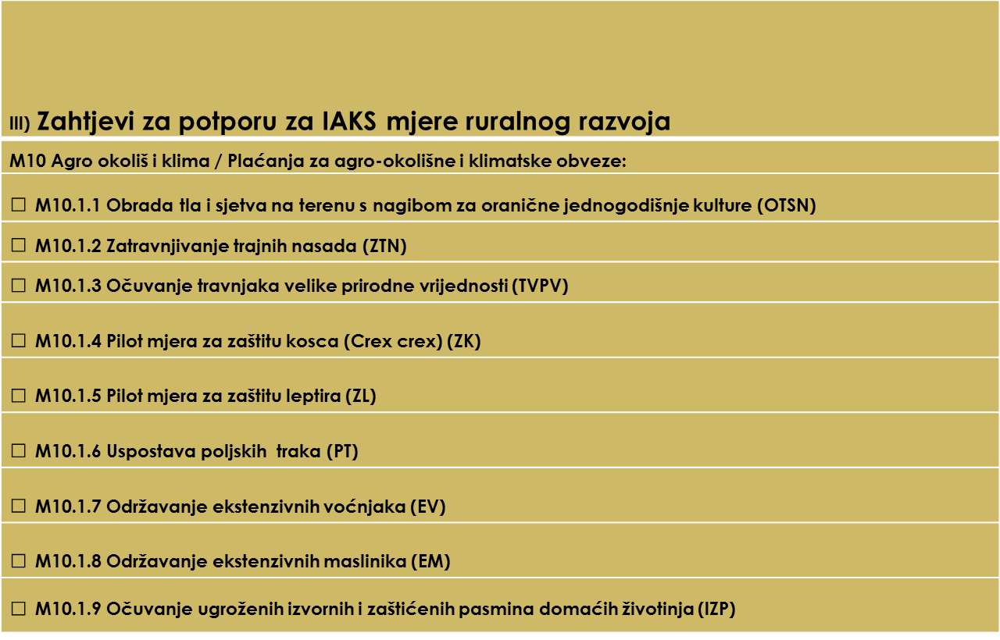 III) Zahtjevi za potporu za IAKS mjere ruralnog razvoja
M10 Agro okoliš i klima / Plaćanja za agro-okolišne i klimatske obveze:
☐ M10.1.1 Obrada tla i sjetva na terenu s nagibom za oranične jednogodišnje kulture (OTSN)
☐ M10.1.2 Zatravnjivanje trajnih nasada (ZTN)
☐ M10.1.3 Očuvanje travnjaka velike prirodne vrijednosti (TVPV)
☐ M10.1.4 Pilot mjera za zaštitu kosca (Crex crex) (ZK)
☐ M10.1.5 Pilot mjera za zaštitu leptira (ZL)
☐ M10.1.6 Uspostava poljskih traka (PT)
☐ M10.1.7 Održavanje ekstenzivnih voćnjaka (EV)
☐ M10.1.8 Održavanje ekstenzivnih maslinika (EM)
☐ M10.1.9 Očuvanje ugroženih izvornih i zaštićenih pasmina domaćih životinja (IZP)